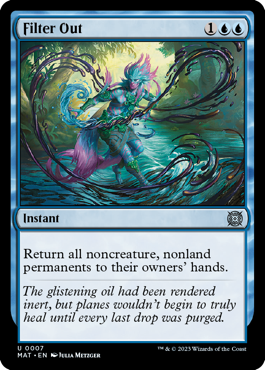 Filter Out 1
Instant
Return all noncreature, nonland
permanents to their owners' hands.
The glistening oil had been rendered
inert, but planes wouldn't begin to truly
heal until every last drop was purged.
U 0007
MAT • EN Julia Metzger
™ & © 2023 Wizards of the Coast